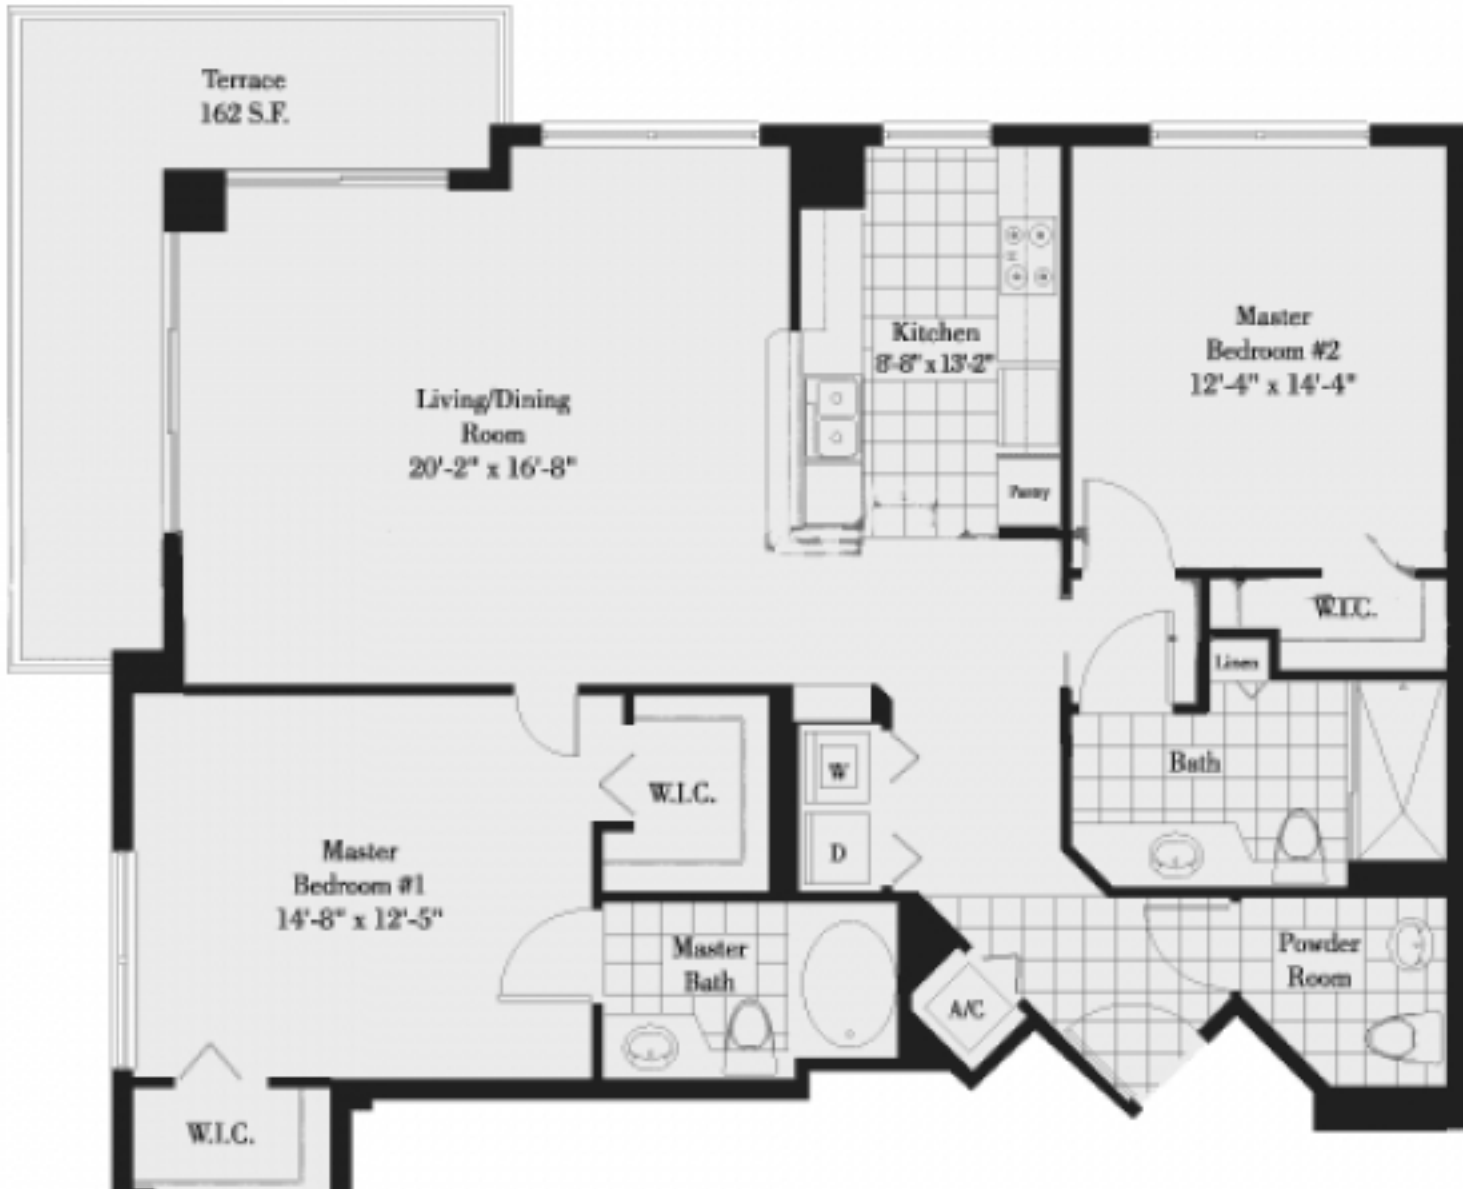 Terrace
162 S.F.
Kitchen
8'-8" x 13'-2"
Master
Bedroom #2
12'-4" x 14'-4"
Living/Dining
Room
20'-2" x 16'-8"
Pantry
W.I.C.
Linen
Bath
W
W.I.C.
D
Master
Bedroom #1
14'-8" x 12'-5"
Master
Bath
Powder
Room
A/C
W.I.C.